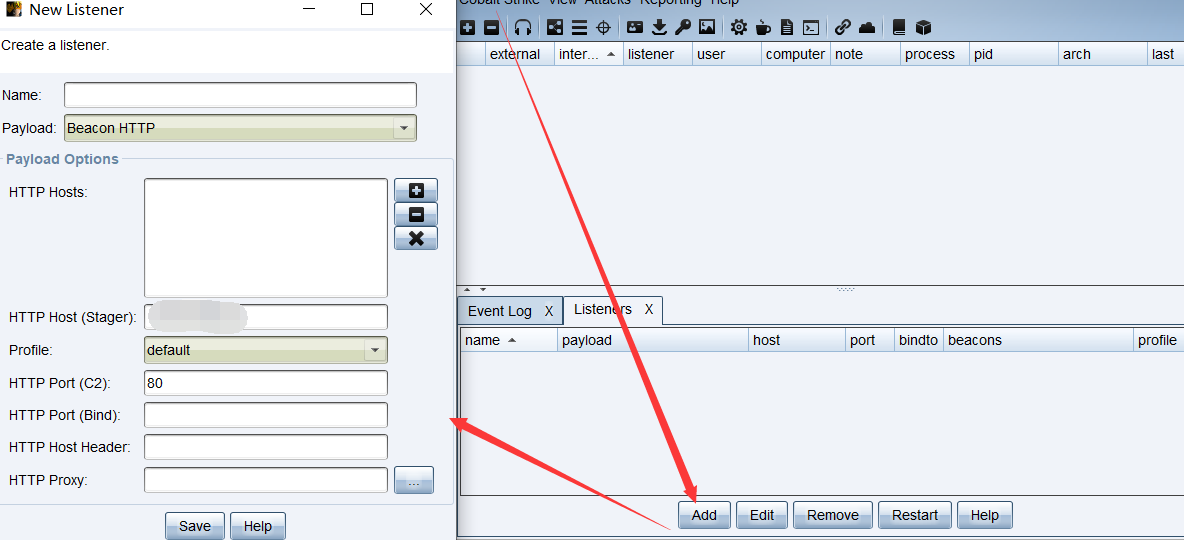 New Listener
Create a listener.
Name:
Payload: Beacon HTTP
Payload Options
HTTP Hosts:
HTTP Host (Stager):
Profile: default
HTTP Port (C2): 80
HTTP Port (Bind):
HTTP Host Header:
HTTP Proxy: ...
Save Help
Cobalt Strike View Attacks Reporting Help
external inter... listener user computer note process pid arch last
Event Log X Listeners X
name payload host port bindto beacons profile
Add Edit Remove Restart Help